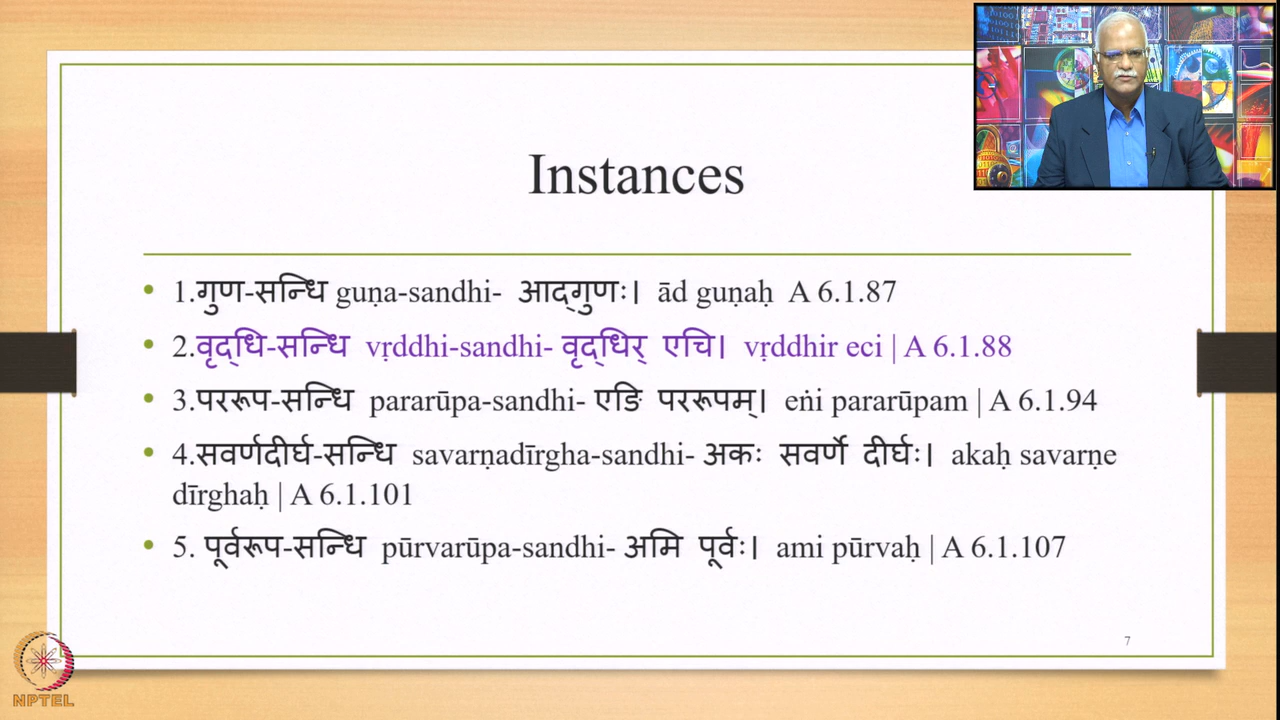 Instances
• 1.गुण-सन्धि guṇa-sandhi- आद्‌गुणः। ād guṇaḥ A 6.1.87
• 2.वृद्‌धि-सन्धि vṛddhi-sandhi- वृद्‌धिर् एचि। vṛddhir eci | A 6.1.88
• 3.पररूप-सन्धि pararūpa-sandhi- एङि पररूपम्। eṅi pararūpam | A 6.1.94
• 4.सवर्णदीर्घ-सन्धि savarṇadīrgha-sandhi- अकः सवर्णे दीर्घः। akaḥ savarṇe
dīrghaḥ | A 6.1.101
• 5. पूर्वरूप-सन्धि pūrvarūpa-sandhi- अमि पूर्वः। ami pūrvaḥ | A 6.1.107
7
NPTEL